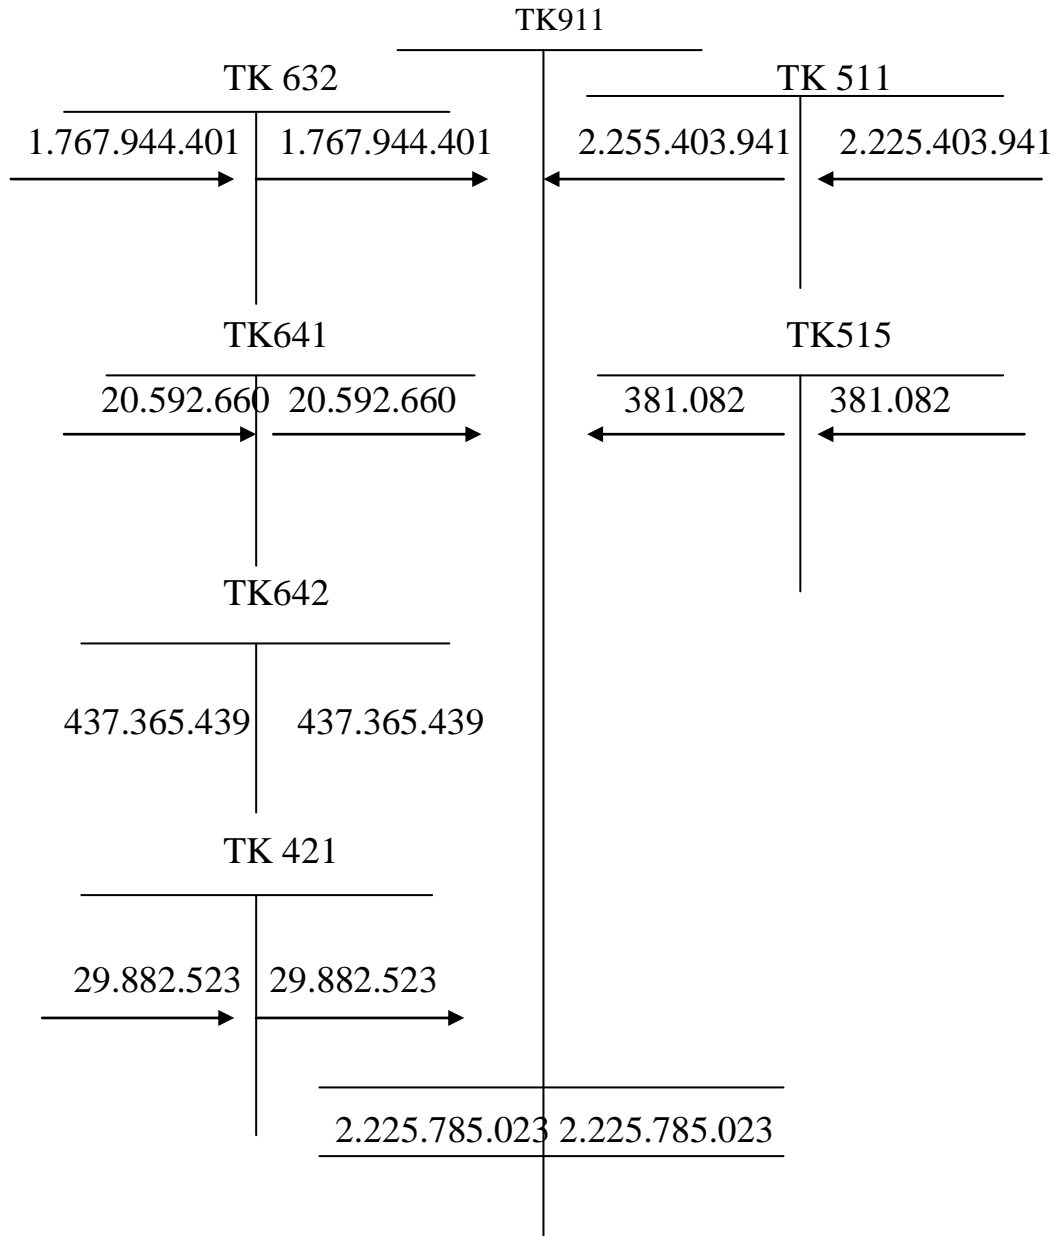 TK911
TK 632
TK 511
1.767.944.401 1.767.944.401
2.255.403.941 2.225.403.941
TK641
TK515
20.592.660 20.592.660
381.082 381.082
TK642
437.365.439 437.365.439
TK 421
29.882.523 29.882.523
2.225.785.023 2.225.785.023